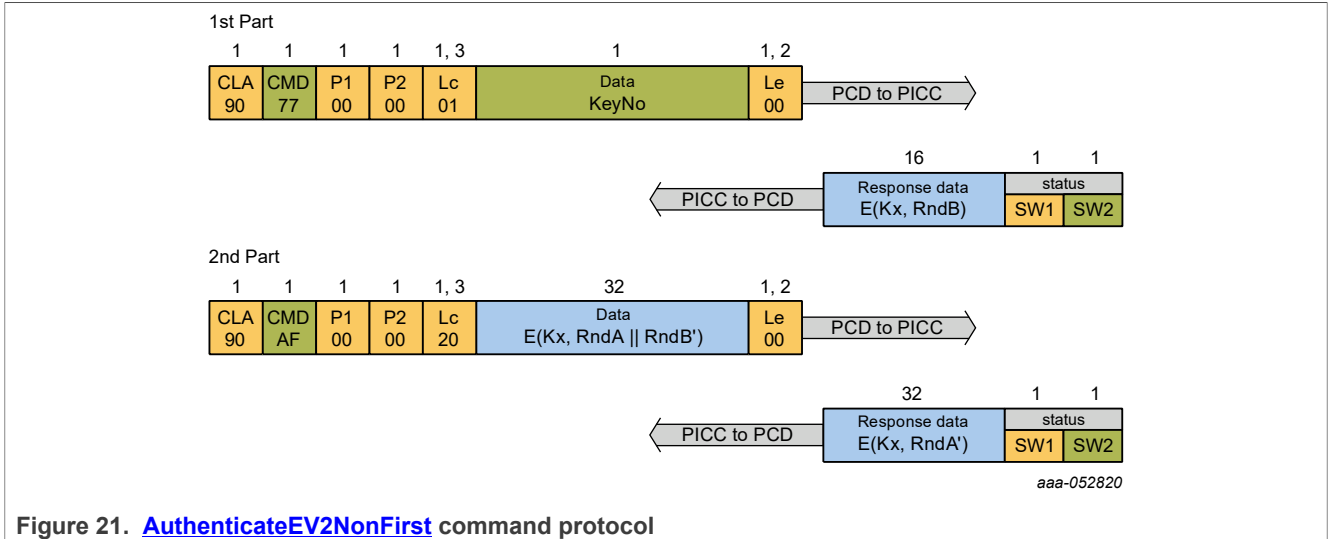 1st Part
1 1 1 1 1, 3 1 1, 2
CLA CMD P1 P2 Lc Data Le
90 77 00 00 01 KeyNo 00
PCD to PICC
16 1 1
Response data status
E(Kx, RndB) SW1 SW2
PICC to PCD
2nd Part
1 1 1 1 1, 3 32 1, 2
CLA CMD P1 P2 Lc Data Le
90 AF 00 00 20 E(Kx, RndA || RndB') 00
PCD to PICC
32 1 1
Response data status
E(Kx, RndA') SW1 SW2
PICC to PCD
aaa-052820
Figure 21. AuthenticateEV2NonFirst command protocol